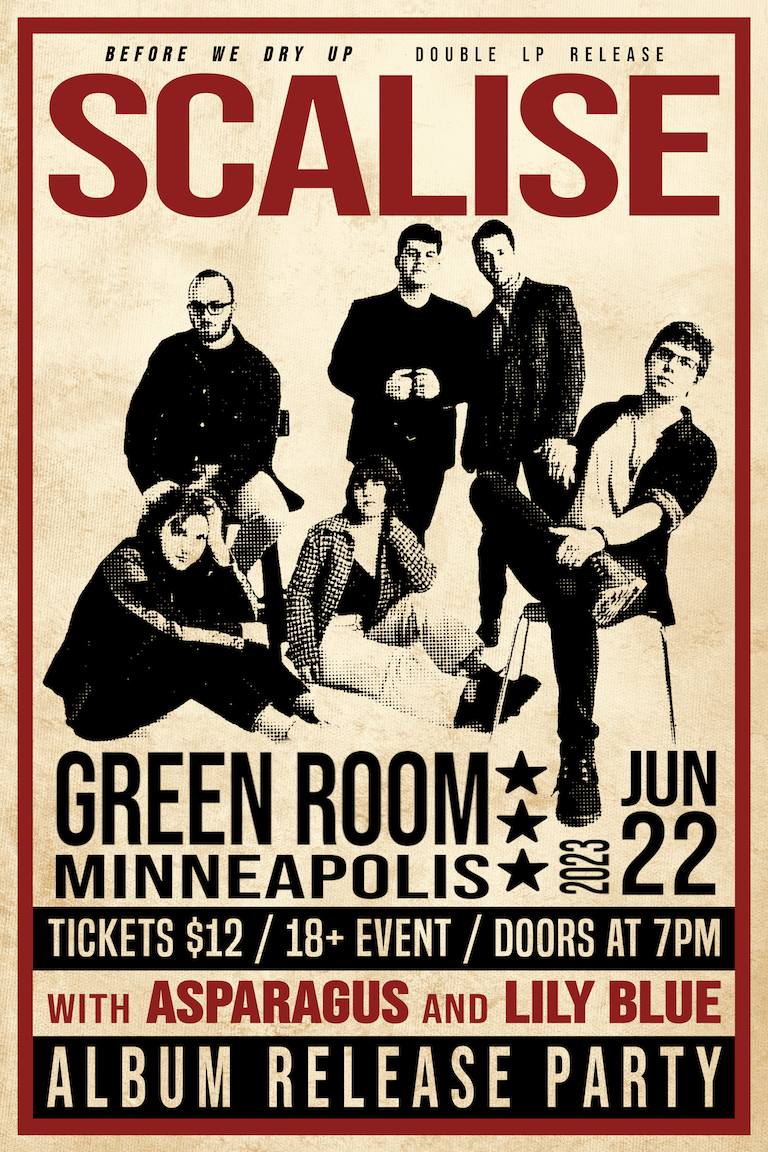 BEFORE WE DRY UP DOUBLE LP RELEASE
SCALISE
GREEN ROOM
MINNEAPOLIS
JUN
22
2023
TICKETS $12 / 18+ EVENT / DOORS AT 7PM
WITH ASPARAGUS AND LILY BLUE
ALBUM RELEASE PARTY